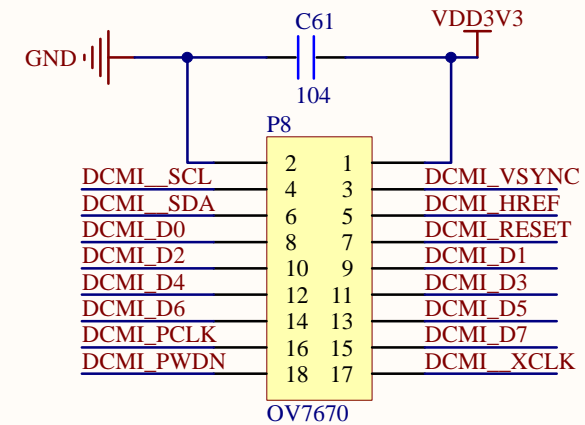 C61
VDD3V3
GND
104
P8
2 1
DCMI__SCL 4 3 DCMI_VSYNC
DCMI__SDA 6 5 DCMI_HREF
DCMI_D0 8 7 DCMI_RESET
DCMI_D2 10 9 DCMI_D1
DCMI_D4 12 11 DCMI_D3
DCMI_D6 14 13 DCMI_D5
DCMI_PCLK 16 15 DCMI_D7
DCMI_PWDN 18 17 DCMI__XCLK
OV7670